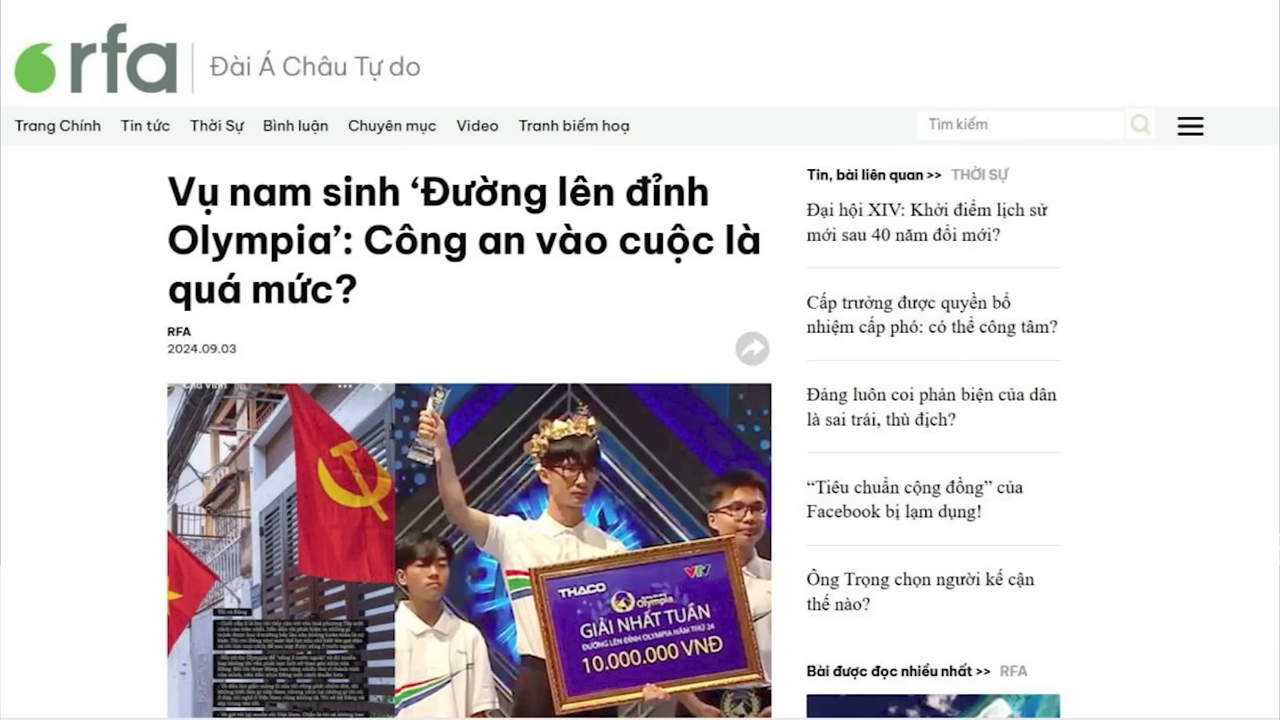 rfa
Đài Á Châu Tự do
Trang Chính Tin tức Thời Sự Bình luận Chuyên mục Video Tranh biếm hoạ
Tìm kiếm
Vụ nam sinh ‘Đường lên đỉnh
Olympia’: Công an vào cuộc là
quá mức?
RFA
2024.09.03
Chu Vinh
THACO
VTV
Olympia
GIẢI NHẤT TUẦN
ĐƯỜNG LÊN ĐỈNH OLYMPIA NĂM THỨ 24
10.000.000 VNĐ
Tin, bài liên quan >> THỜI SỰ
Đại hội XIV: Khởi điểm lịch sử
mới sau 40 năm đổi mới?
Cấp trưởng được quyền bổ
nhiệm cấp phó: có thể công tâm?
Đảng luôn coi phản biện của dân
là sai trái, thù địch?
“Tiêu chuẩn cộng đồng” của
Facebook bị lạm dụng!
Ông Trọng chọn người kế cận
thế nào?
Bài được đọc nhiều nhất >> RFA